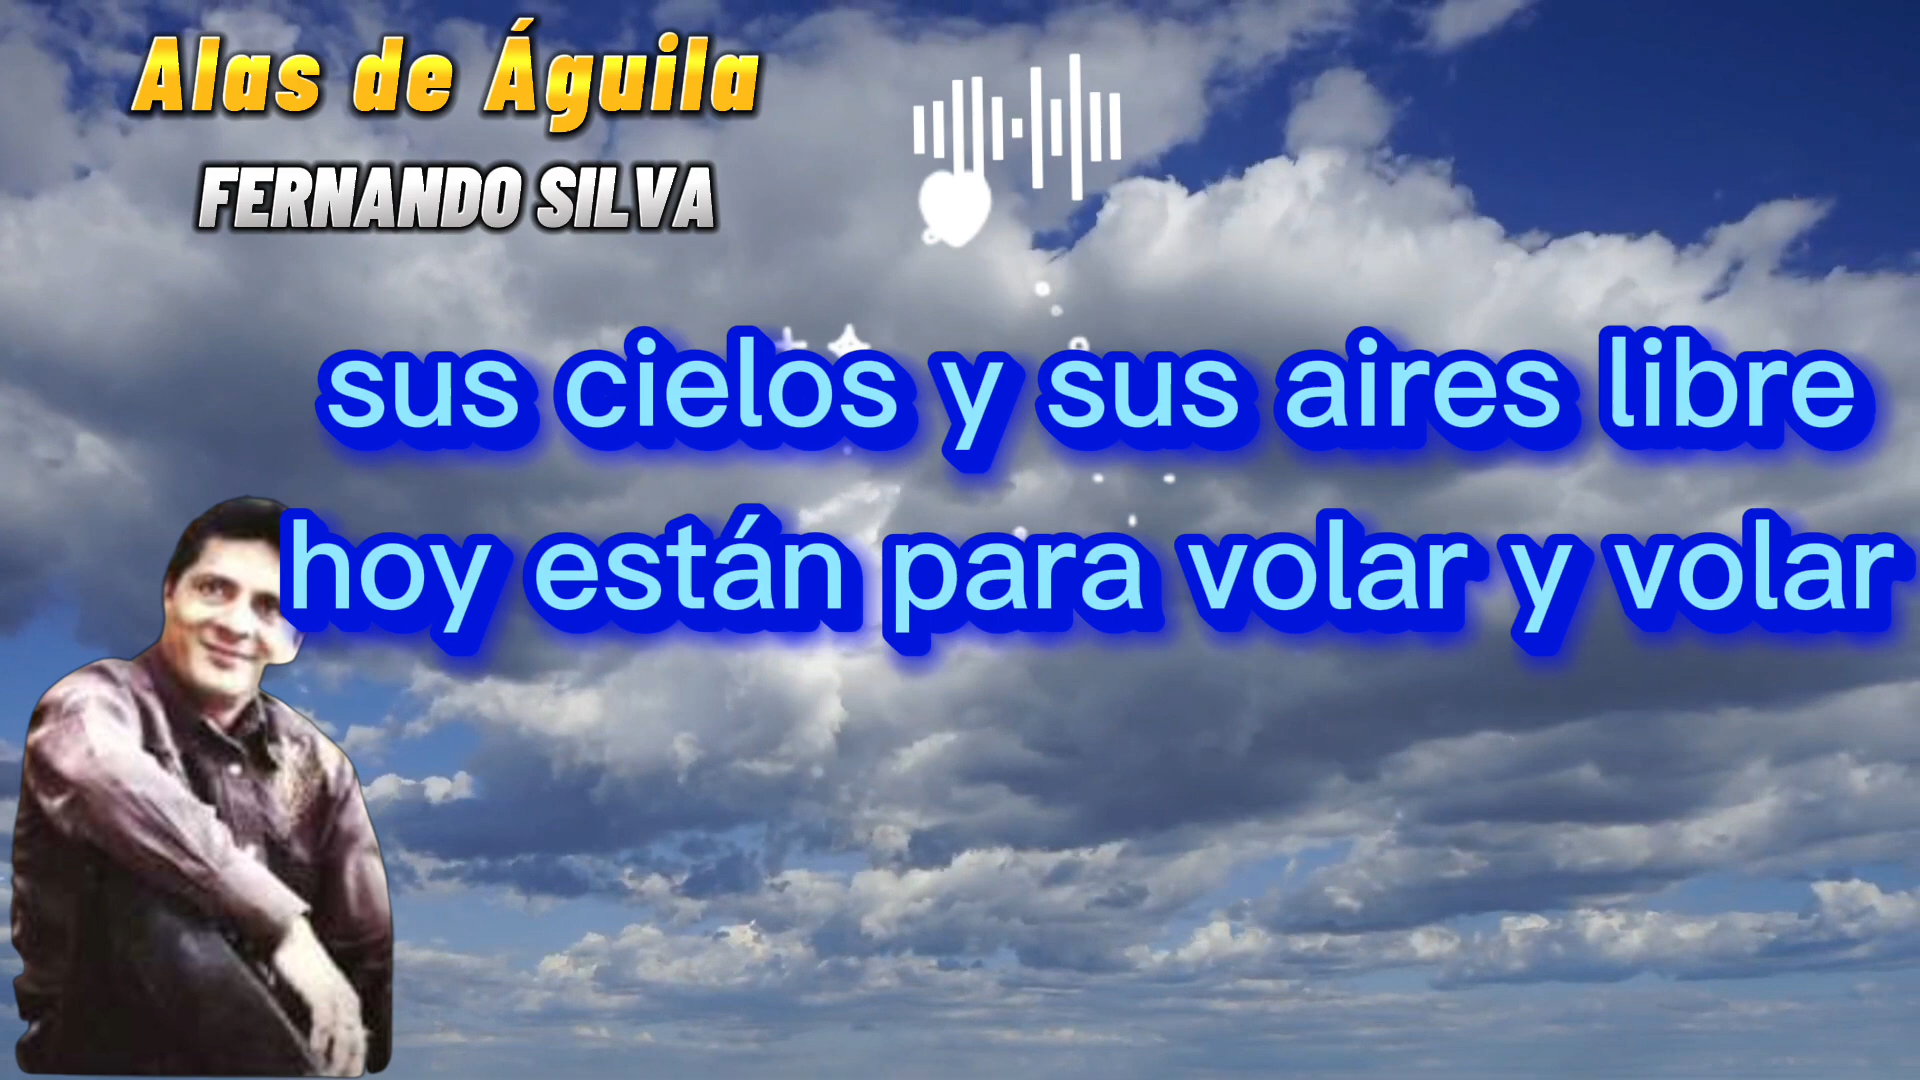 Alas de Águila
FERNANDO SILVA
sus cielos y sus aires libre
hoy están para volar y volar